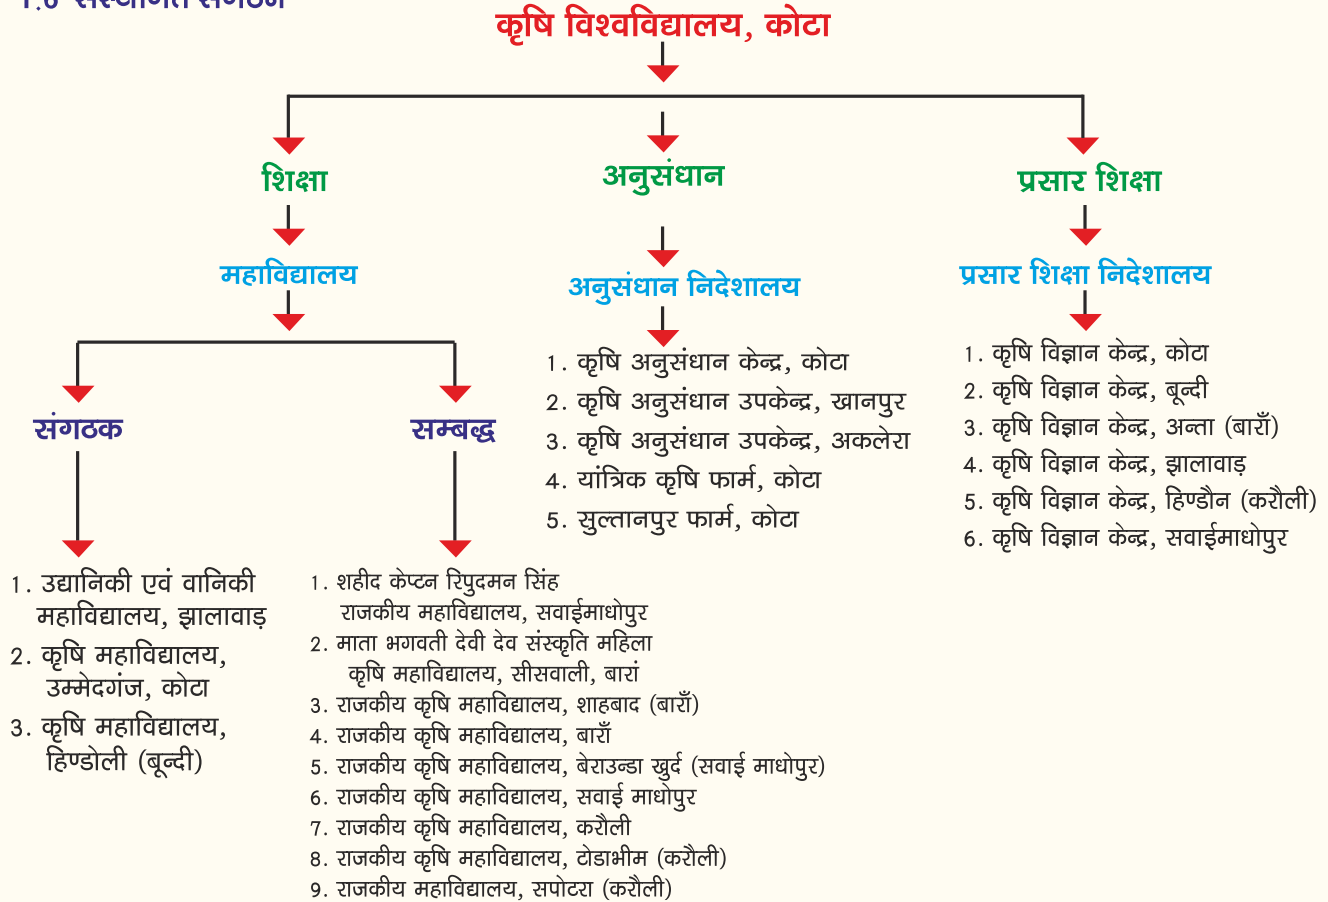 1.6 संस्थागत संगठन
कृषि विश्वविद्यालय, कोटा
शिक्षा
अनुसंधान
प्रसार शिक्षा
महाविद्यालय
अनुसंधान निदेशालय
प्रसार शिक्षा निदेशालय
संगठक
सम्बद्ध
1. उद्यानिकी एवं वानिकी
महाविद्यालय, झालावाड़
2. कृषि महाविद्यालय,
उम्मेदगंज, कोटा
3. कृषि महाविद्यालय,
हिण्डोली (बून्दी)
1. शहीद केप्टन रिपुदमन सिंह
राजकीय महाविद्यालय, सवाईमाधोपुर
2. माता भगवती देवी देव संस्कृति महिला
कृषि महाविद्यालय, सीसवाली, बारां
3. राजकीय कृषि महाविद्यालय, शाहबाद (बाराँ)
4. राजकीय कृषि महाविद्यालय, बाराँ
5. राजकीय कृषि महाविद्यालय, बेराउन्डा खुर्द (सवाई माधोपुर)
6. राजकीय कृषि महाविद्यालय, सवाई माधोपुर
7. राजकीय कृषि महाविद्यालय, करौली
8. राजकीय कृषि महाविद्यालय, टोडाभीम (करौली)
9. राजकीय महाविद्यालय, सपोटरा (करौली)
1. कृषि अनुसंधान केन्द्र, कोटा
2. कृषि अनुसंधान उपकेन्द्र, खानपुर
3. कृषि अनुसंधान उपकेन्द्र, अकलेरा
4. यांत्रिक कृषि फार्म, कोटा
5. सुल्तानपुर फार्म, कोटा
1. कृषि विज्ञान केन्द्र, कोटा
2. कृषि विज्ञान केन्द्र, बून्दी
3. कृषि विज्ञान केन्द्र, अन्ता (बाराँ)
4. कृषि विज्ञान केन्द्र, झालावाड़
5. कृषि विज्ञान केन्द्र, हिण्डौन (करौली)
6. कृषि विज्ञान केन्द्र, सवाईमाधोपुर